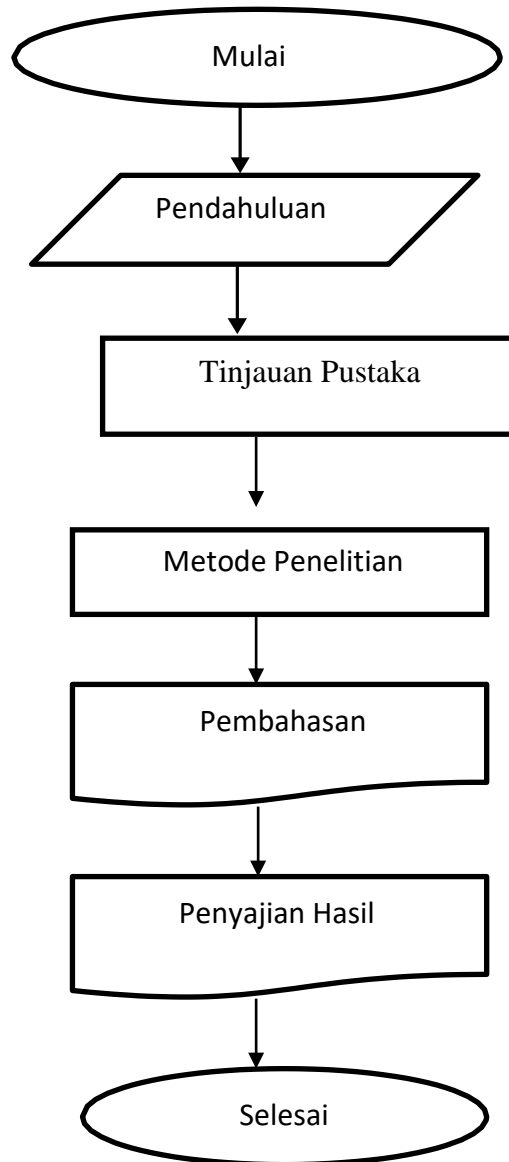 Mulai
Pendahuluan
Tinjauan Pustaka
Metode Penelitian
Pembahasan
Penyajian Hasil
Selesai